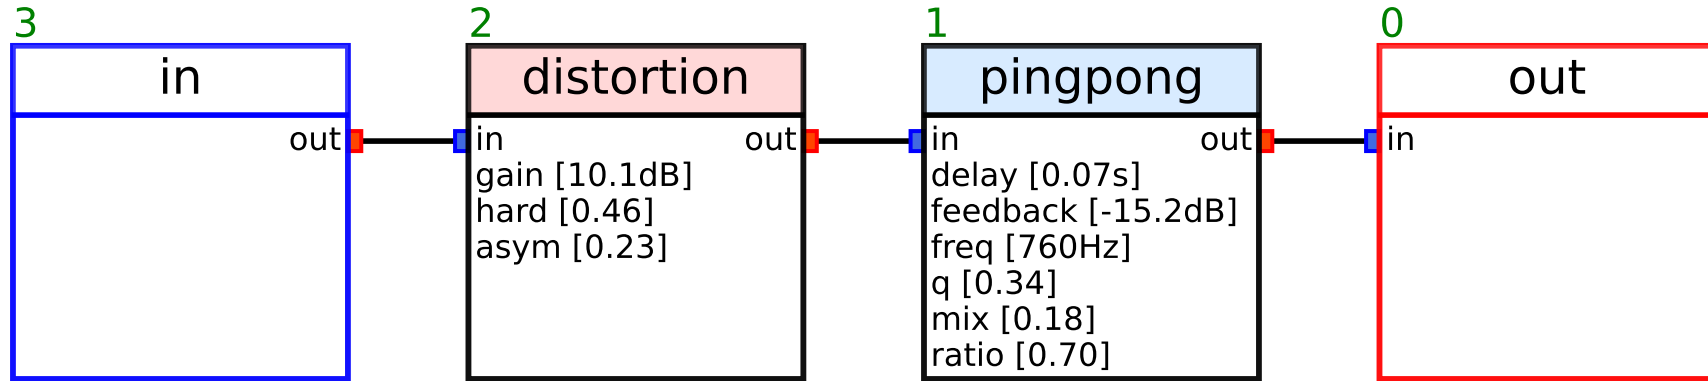 3
in
out
2
distortion
in out
gain [10.1dB]
hard [0.46]
asym [0.23]
1
pingpong
in out
delay [0.07s]
feedback [-15.2dB]
freq [760Hz]
q [0.34]
mix [0.18]
ratio [0.70]
0
out
in